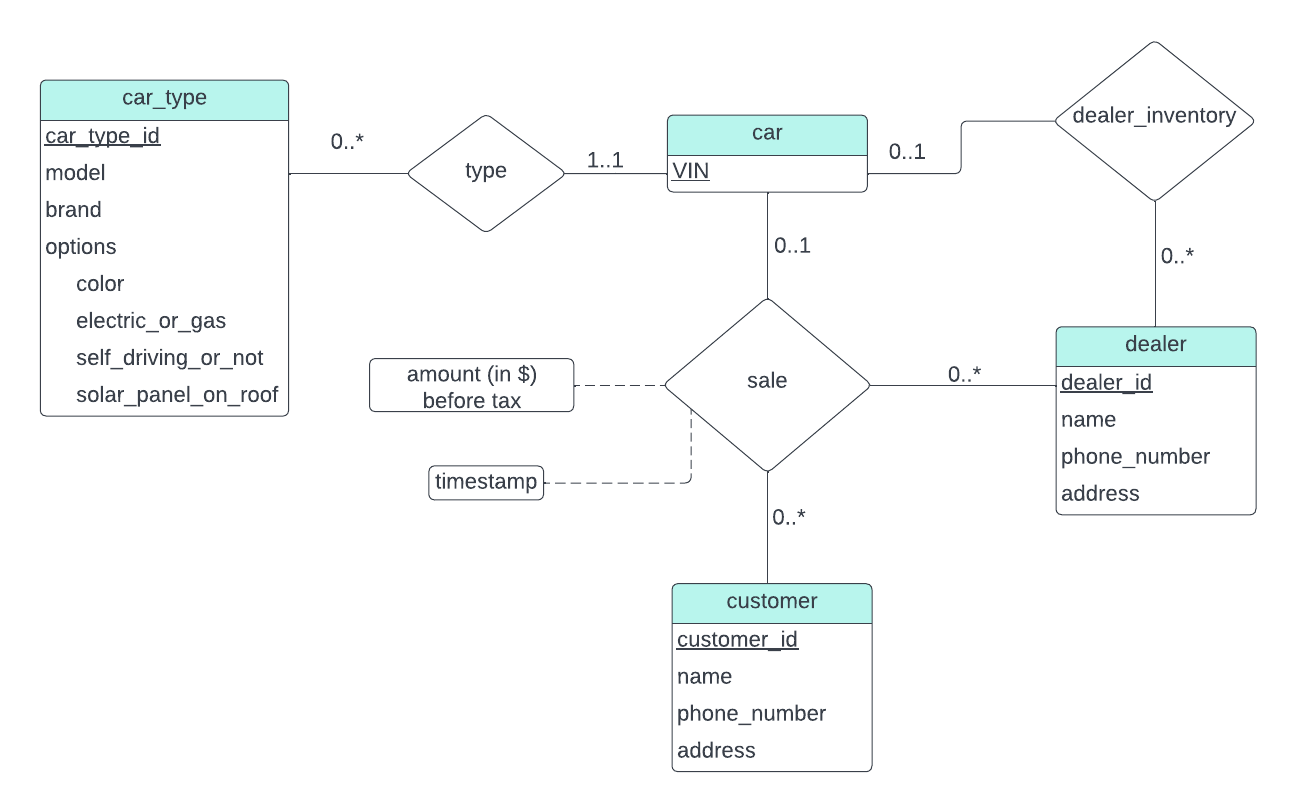 car_type
car_type_id
model
brand
options
color
electric_or_gas
self_driving_or_not
solar_panel_on_roof
0..*
type
1..1
car
VIN
0..1
dealer_inventory
0..*
0..1
sale
amount (in $)
before tax
timestamp
0..*
dealer
dealer_id
name
phone_number
address
0..*
customer
customer_id
name
phone_number
address